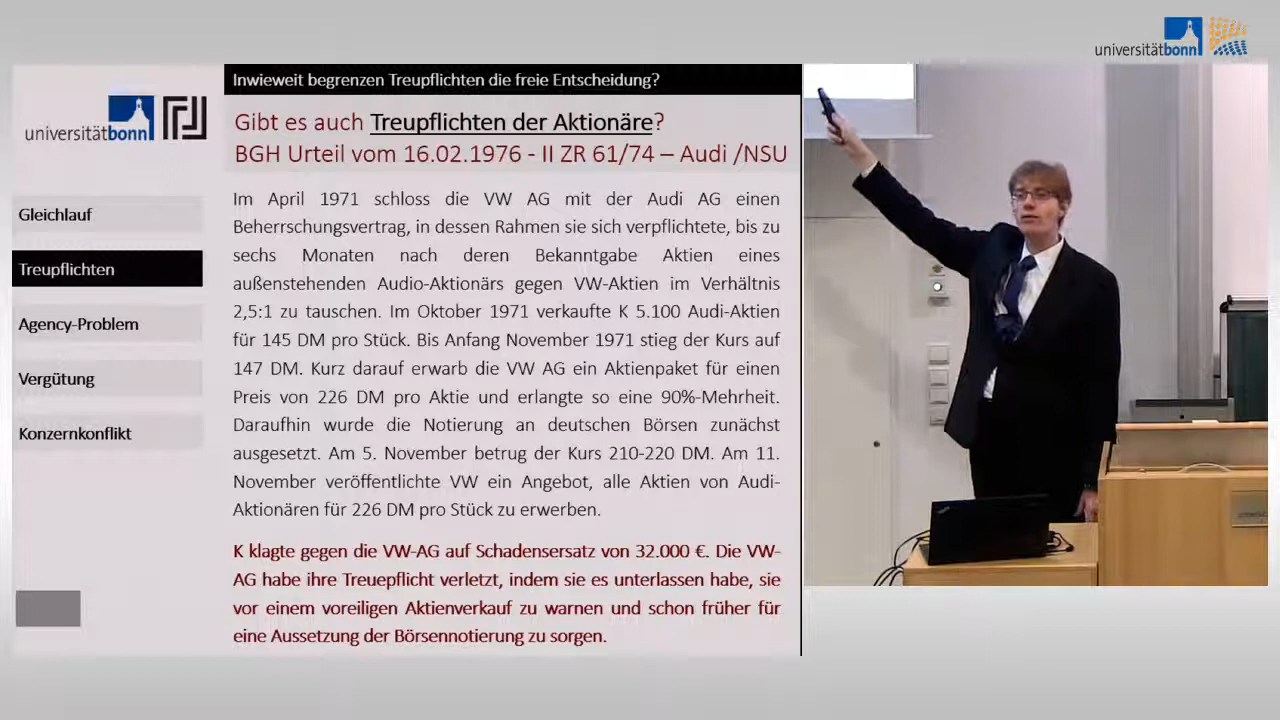 universitätbonn
Inwieweit begrenzen Treupflichten die freie Entscheidung?
universitätbonn
Gibt es auch Treupflichten der Aktionäre?
BGH Urteil vom 16.02.1976 - II ZR 61/74 – Audi /NSU
Gleichlauf
Treupflichten
Agency-Problem
Vergütung
Konzernkonflikt
Im April 1971 schloss die VW AG mit der Audi AG einen
Beherrschungsvertrag, in dessen Rahmen sie sich verpflichtete, bis zu
sechs Monaten nach deren Bekanntgabe Aktien eines
außenstehenden Audio-Aktionärs gegen VW-Aktien im Verhältnis
2,5:1 zu tauschen. Im Oktober 1971 verkaufte K 5.100 Audi-Aktien
für 145 DM pro Stück. Bis Anfang November 1971 stieg der Kurs auf
147 DM. Kurz darauf erwarb die VW AG ein Aktienpaket für einen
Preis von 226 DM pro Aktie und erlangte so eine 90%-Mehrheit.
Daraufhin wurde die Notierung an deutschen Börsen zunächst
ausgesetzt. Am 5. November betrug der Kurs 210-220 DM. Am 11.
November veröffentlichte VW ein Angebot, alle Aktien von Audi-
Aktionären für 226 DM pro Stück zu erwerben.
K klagte gegen die VW-AG auf Schadensersatz von 32.000 €. Die VW-
AG habe ihre Treuepflicht verletzt, indem sie es unterlassen habe, sie
vor einem voreiligen Aktienverkauf zu warnen und schon früher für
eine Aussetzung der Börsennotierung zu sorgen.